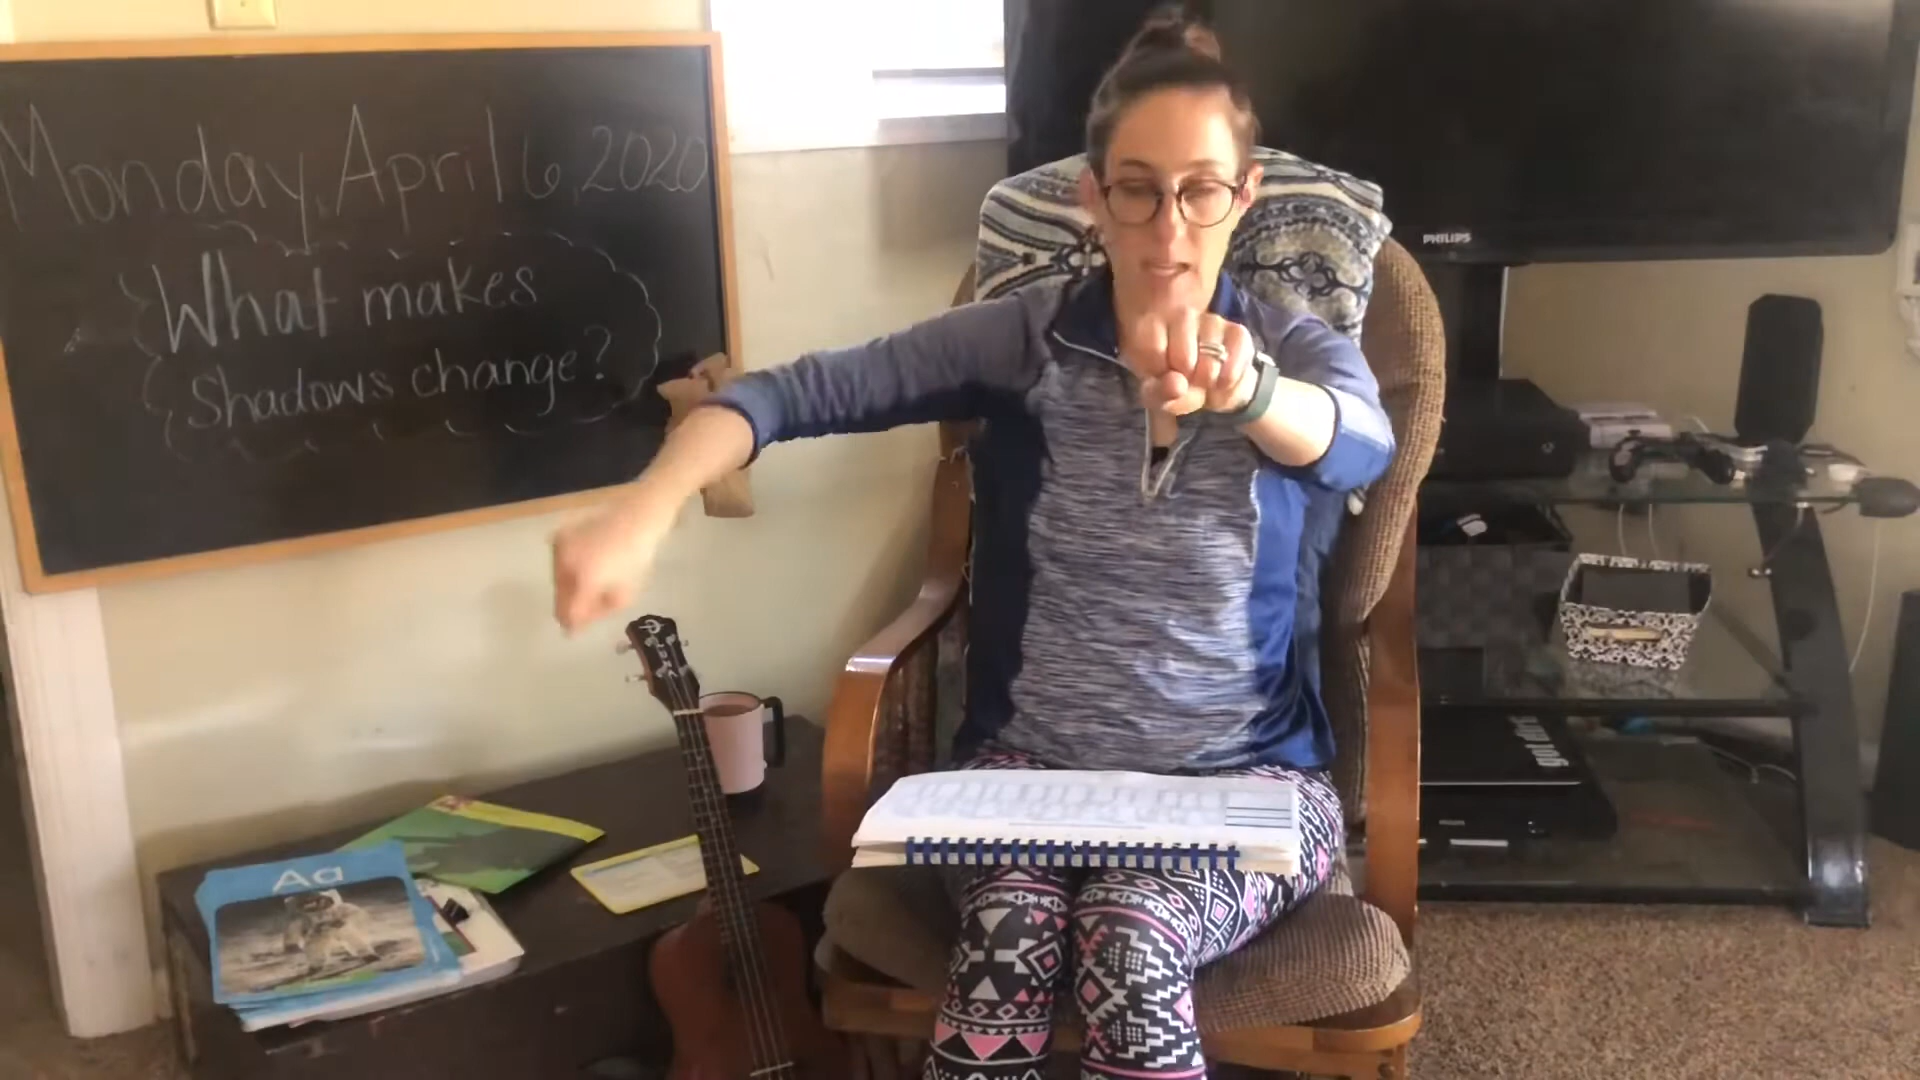 Monday, April 6, 2020
What makes
Shadows change?
PHILIPS
Aa